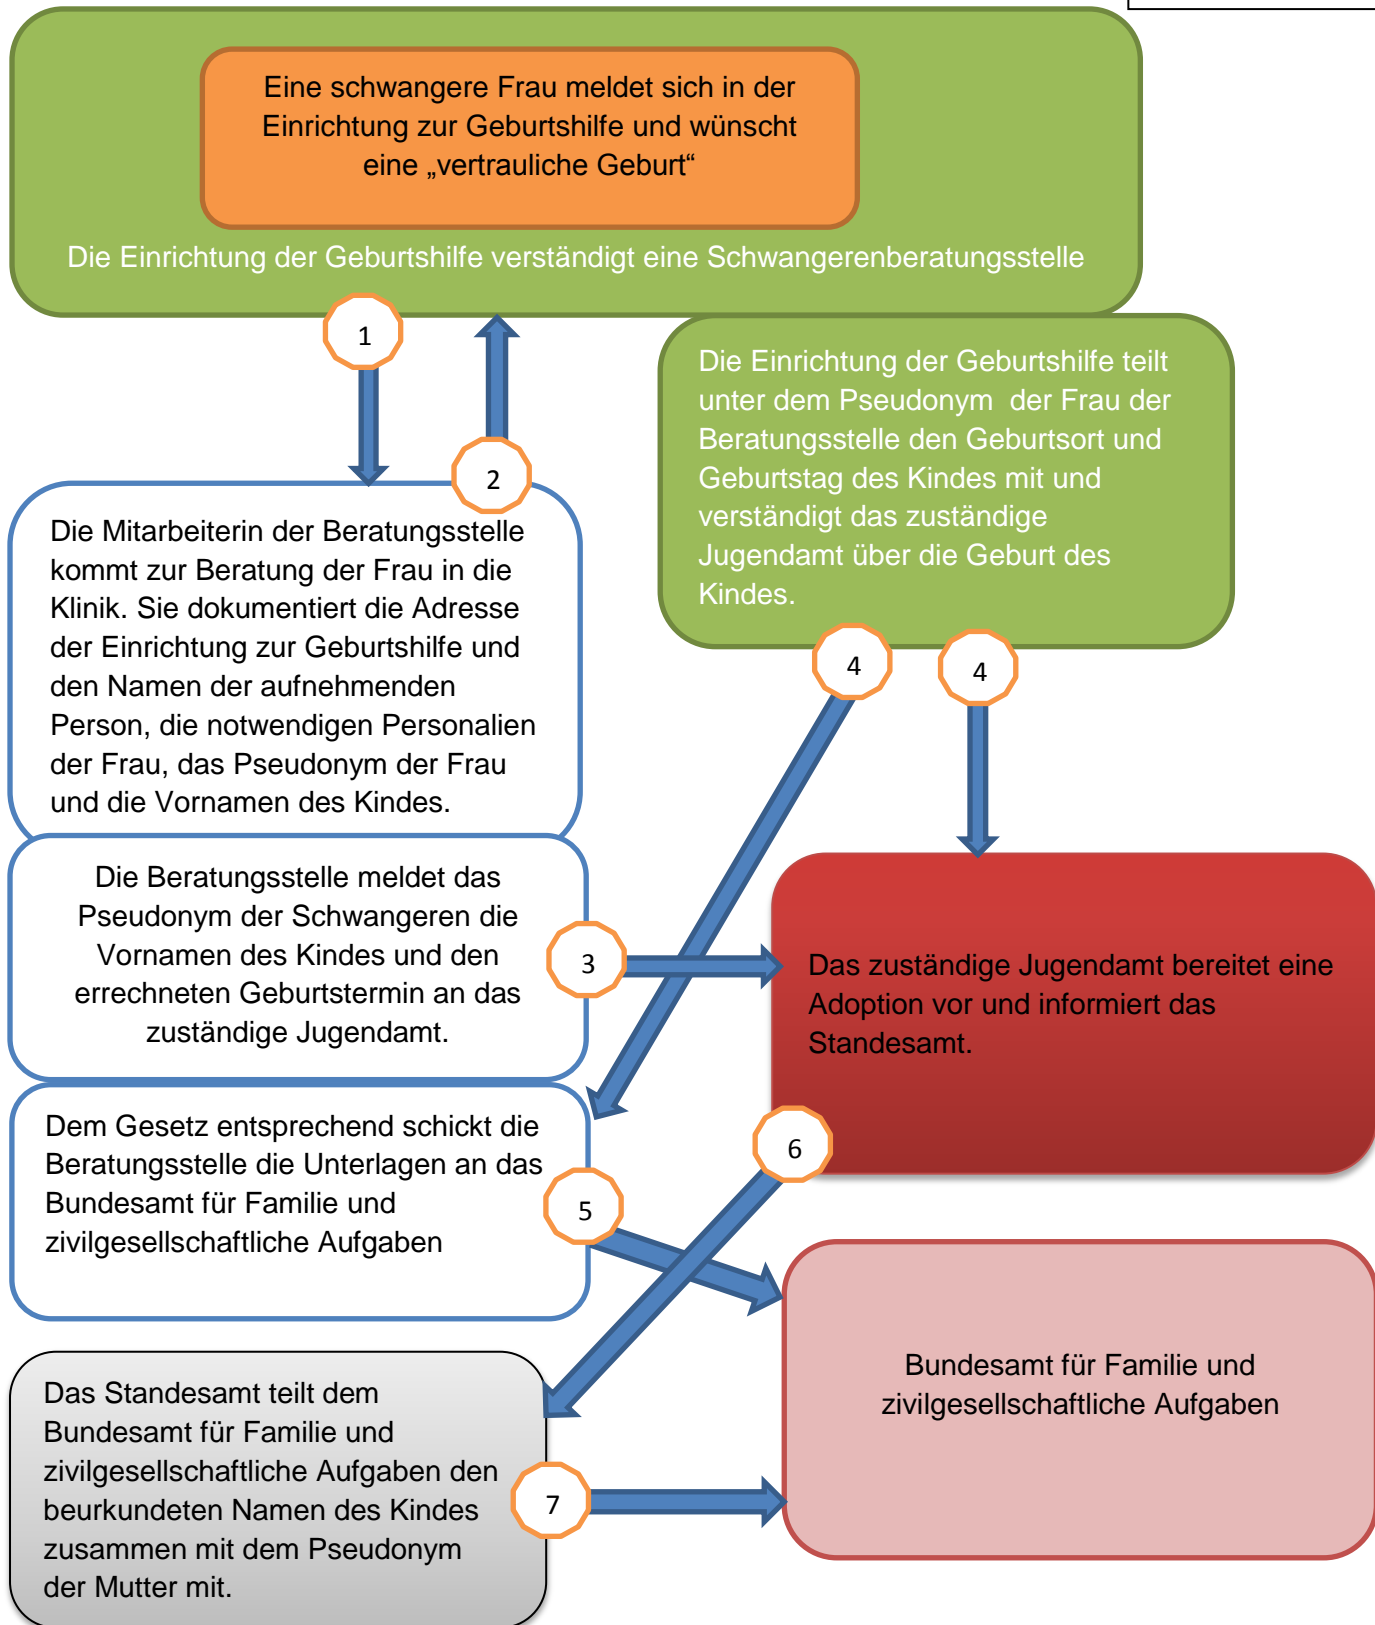 Eine schwangere Frau meldet sich in der
Einrichtung zur Geburtshilfe und wünscht
eine „vertrauliche Geburt“
Die Einrichtung der Geburtshilfe verständigt eine Schwangerenberatungsstelle
1
2
Die Einrichtung der Geburtshilfe teilt
unter dem Pseudonym  der Frau der
Beratungsstelle den Geburtsort und
Geburtstag des Kindes mit und
verständigt das zuständige
Jugendamt über die Geburt des
Kindes.
4
4
Die Mitarbeiterin der Beratungsstelle
kommt zur Beratung der Frau in die
Klinik. Sie dokumentiert die Adresse
der Einrichtung zur Geburtshilfe und
den Namen der aufnehmenden
Person, die notwendigen Personalien
der Frau, das Pseudonym der Frau
und die Vornamen des Kindes.
Die Beratungsstelle meldet das
Pseudonym der Schwangeren die
Vornamen des Kindes und den
errechneten Geburtstermin an das
zuständige Jugendamt.
3
Das zuständige Jugendamt bereitet eine
Adoption vor und informiert das
Standesamt.
6
Dem Gesetz entsprechend schickt die
Beratungsstelle die Unterlagen an das
Bundesamt für Familie und
zivilgesellschaftliche Aufgaben
5
Bundesamt für Familie und
zivilgesellschaftliche Aufgaben
Das Standesamt teilt dem
Bundesamt für Familie und
zivilgesellschaftliche Aufgaben den
beurkundeten Namen des Kindes
zusammen mit dem Pseudonym
der Mutter mit.
7